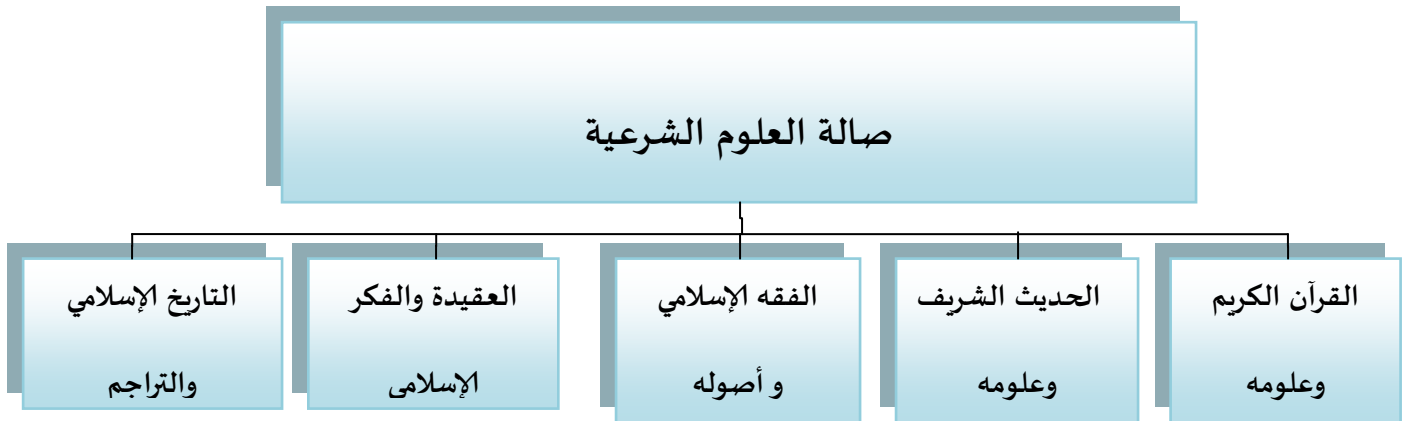 صالة العلوم الشرعية
القرآن الكريم
وعلومه
الحديث الشريف
وعلومه
الفقه الإسلامي
و أصوله
العقيدة والفكر
الإسلامى
التاريخ الإسلامي
والتراجم